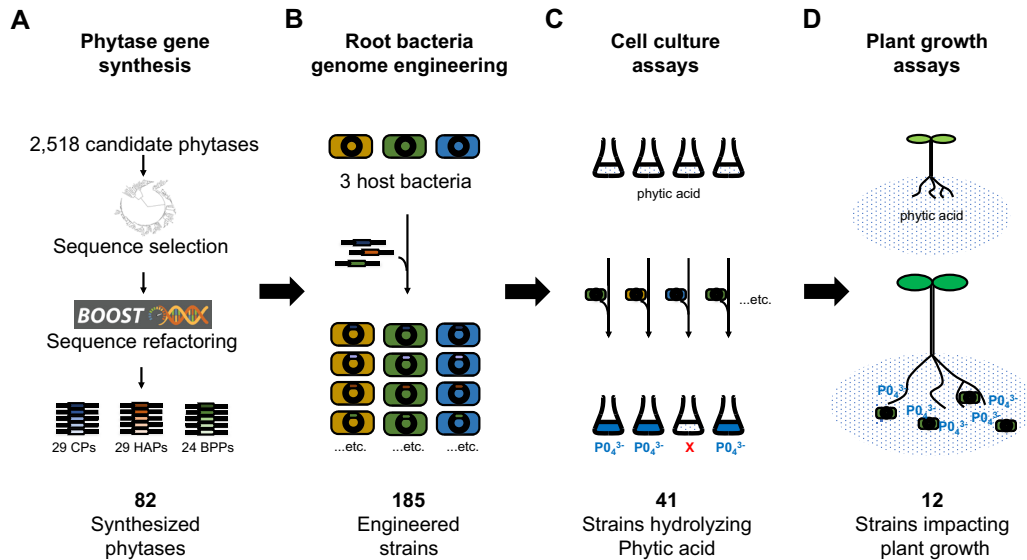 A
Phytase gene
synthesis
2,518 candidate phytases
Sequence selection
BOOST
Sequence refactoring
29 CPs
29 HAPs
24 BPPs
82
Synthesized
phytases
B
Root bacteria
genome engineering
3 host bacteria
...etc.
...etc.
...etc.
185
Engineered
strains
C
Cell culture
assays
phytic acid
...etc.
P0₄³⁻
P0₄³⁻
X
P0₄³⁻
41
Strains hydrolyzing
Phytic acid
D
Plant growth
assays
phytic acid
P0₄³⁻
P0₄³⁻
P0₄³⁻
P0₄³⁻
P0₄³⁻
12
Strains impacting
plant growth